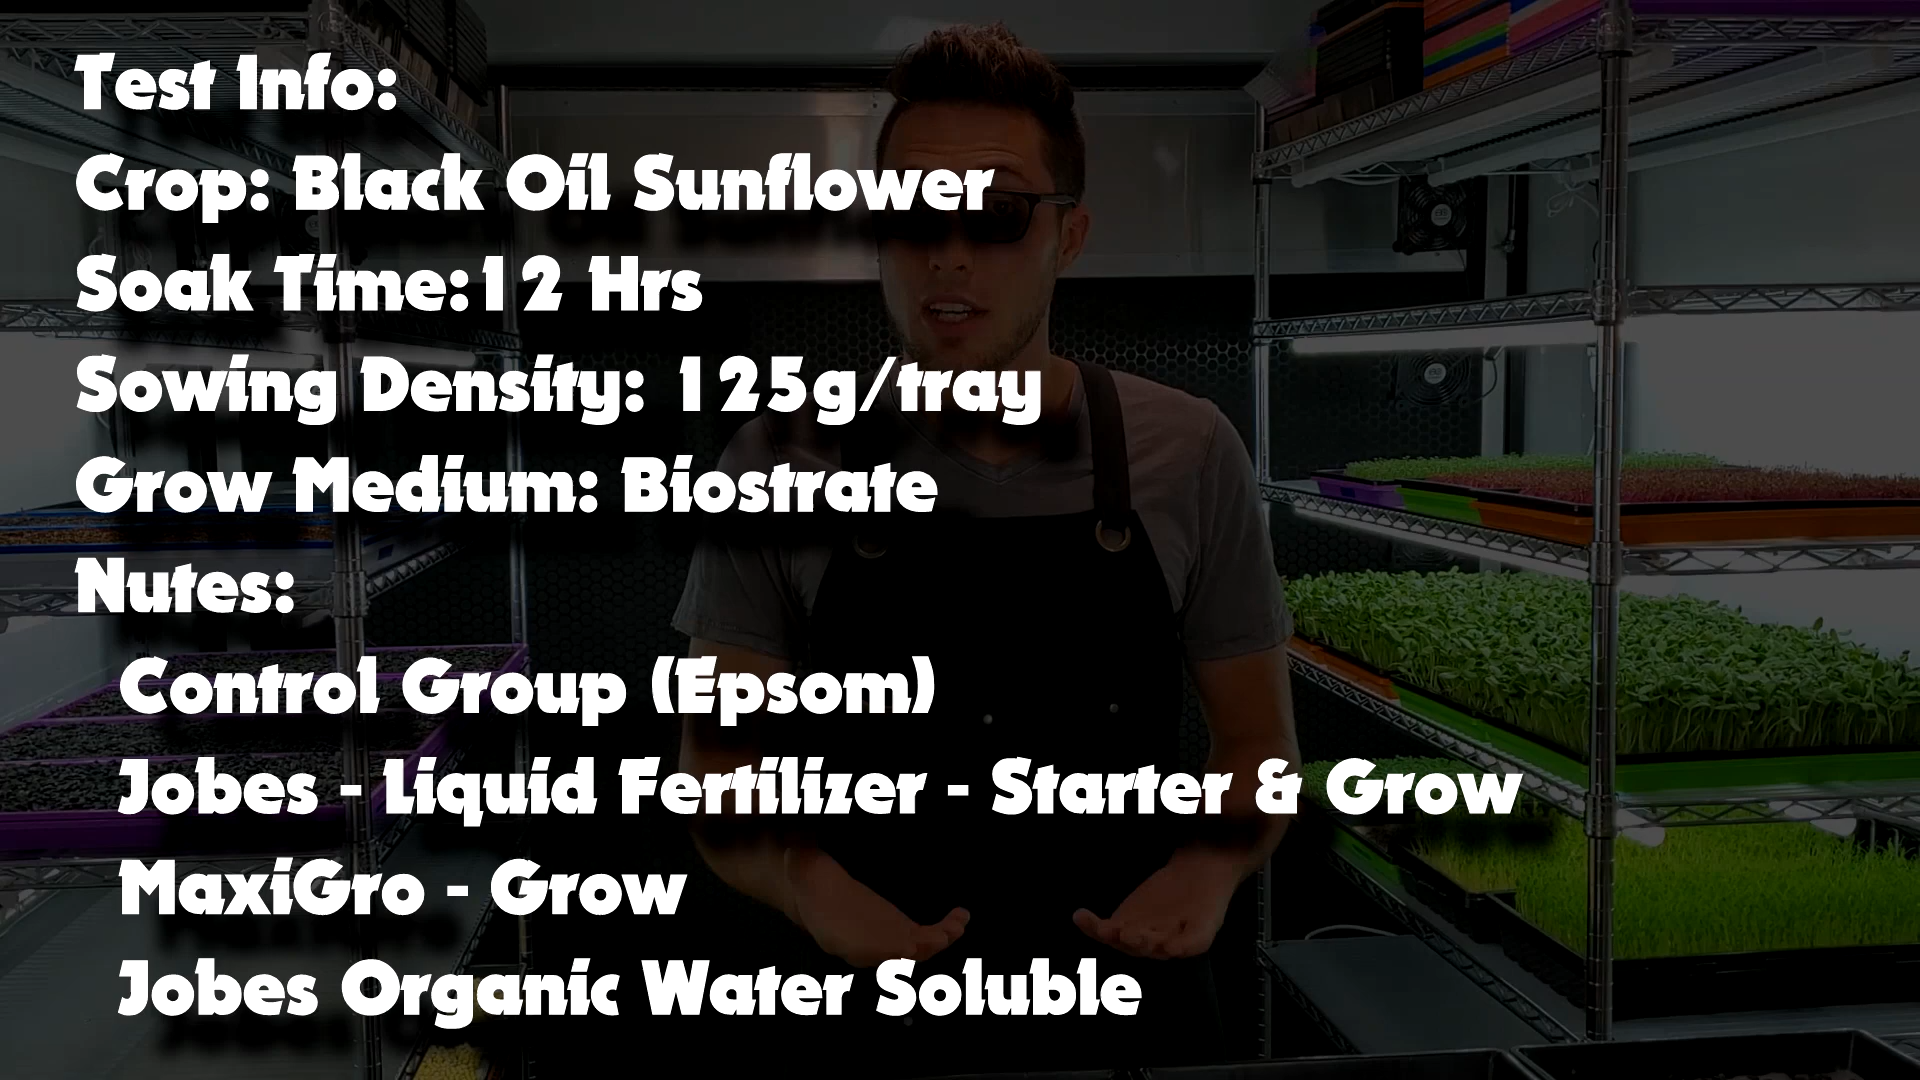 Test Info:
Crop: Black Oil Sunflower
Soak Time:12 Hrs
Sowing Density: 125g/tray
Grow Medium: Biostrate
Nutes:
Control Group (Epsom)
Jobes - Liquid Fertilizer - Starter & Grow
MaxiGro - Grow
Jobes Organic Water Soluble